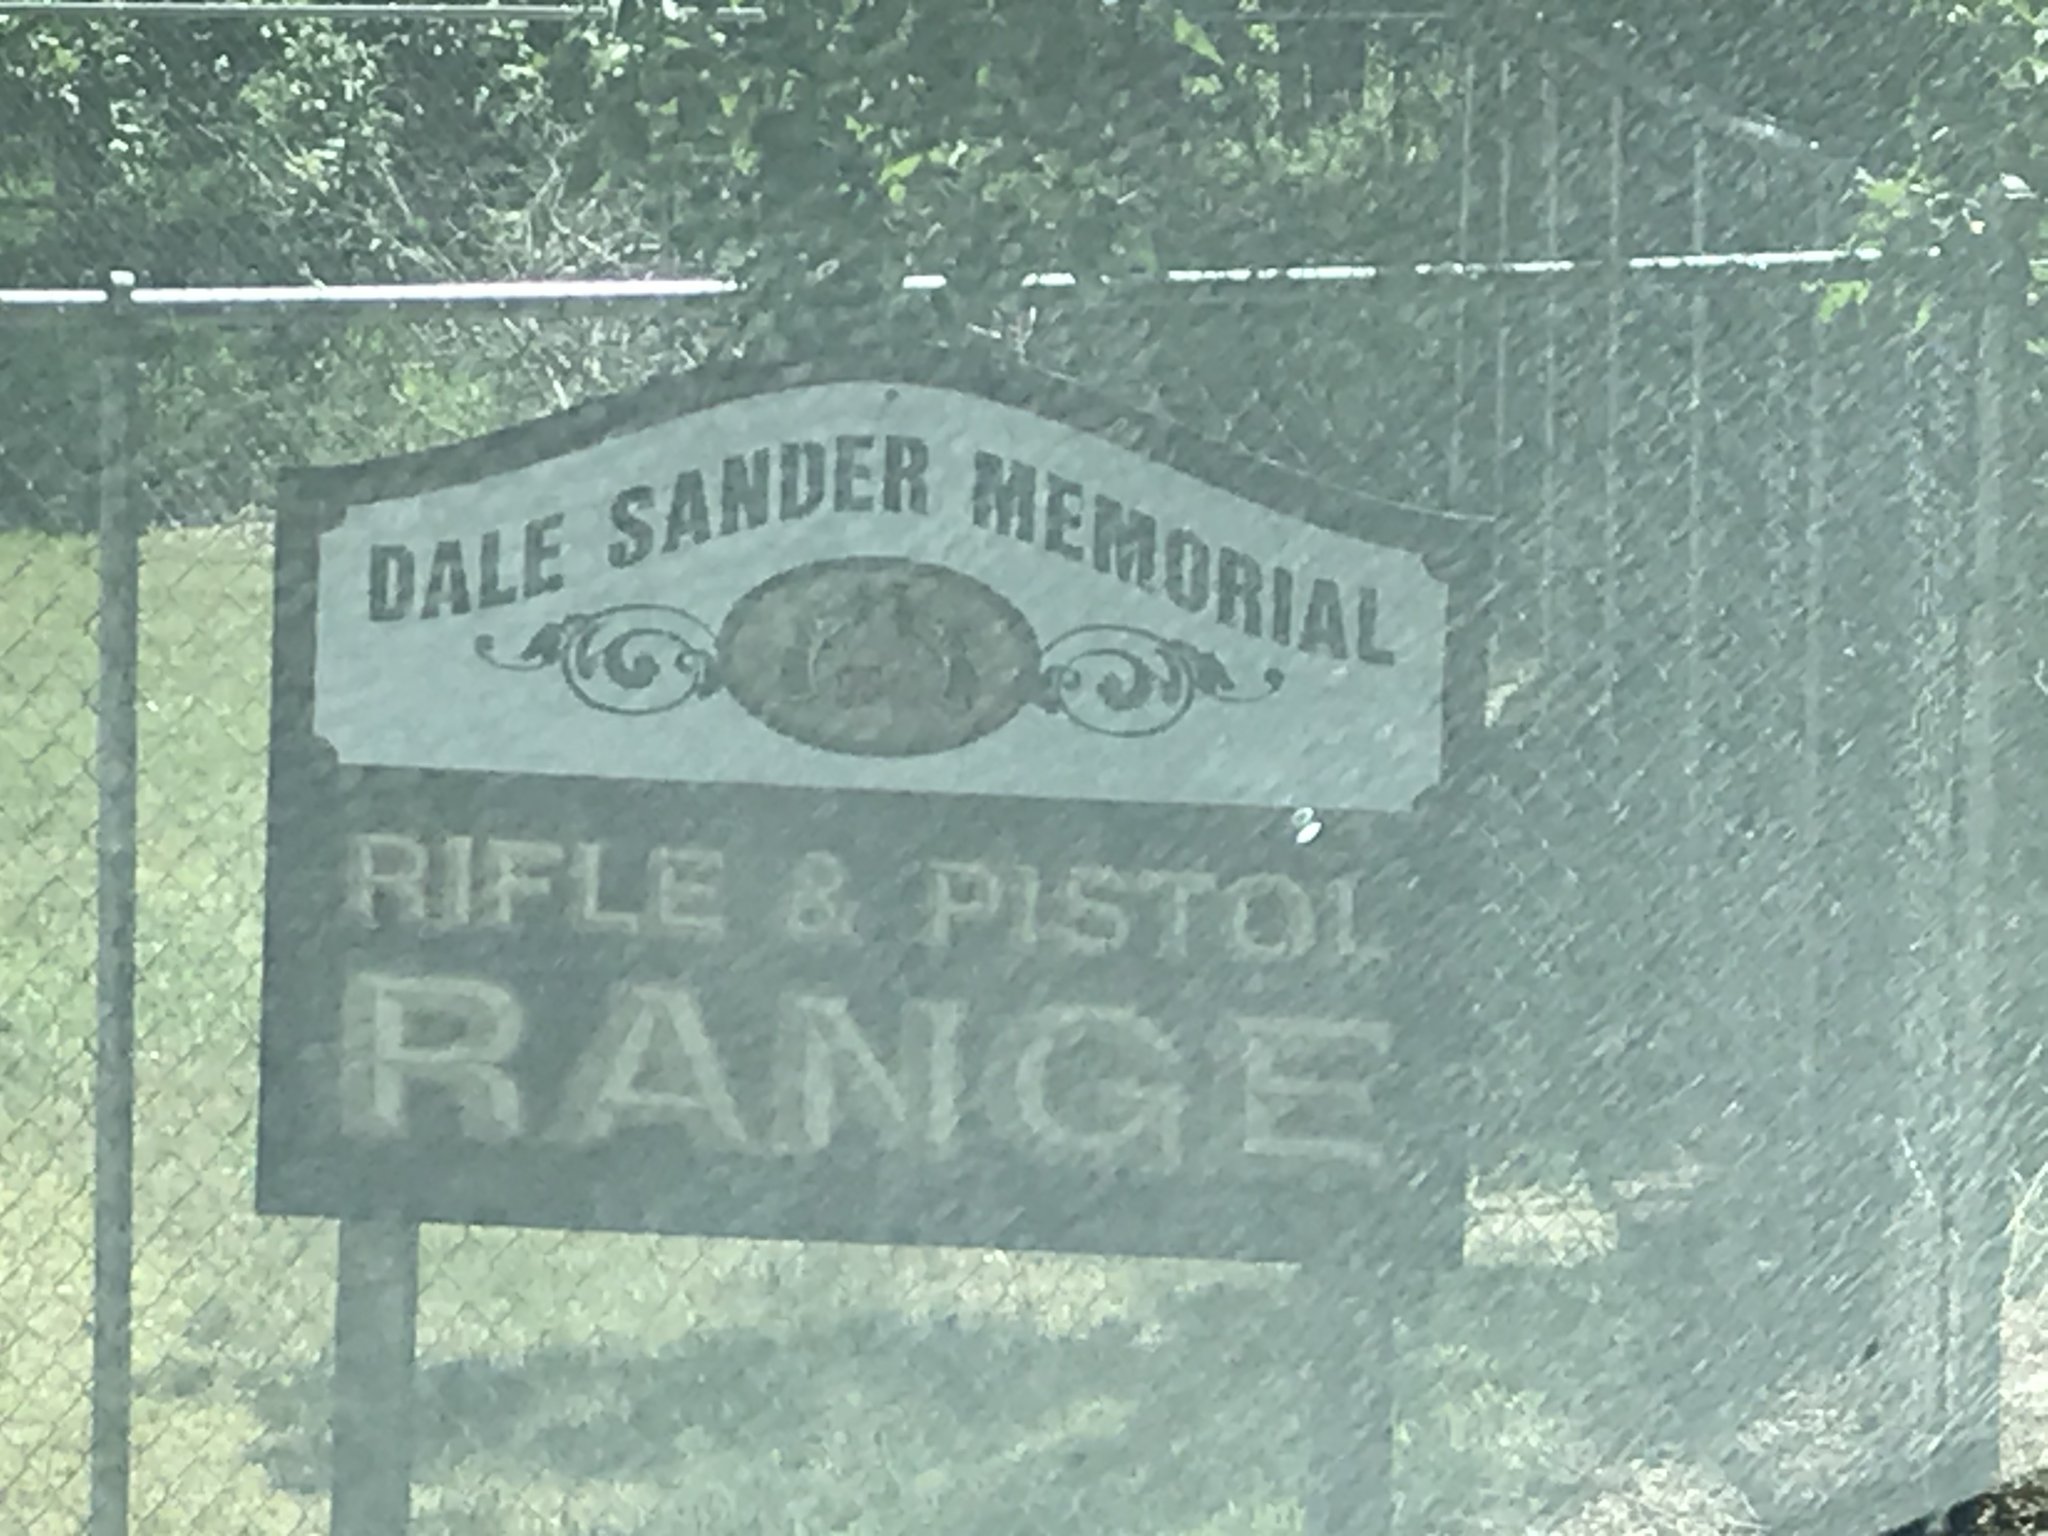 DALE SANDER MEMORIAL
RIFLE & PISTOL
RANGE